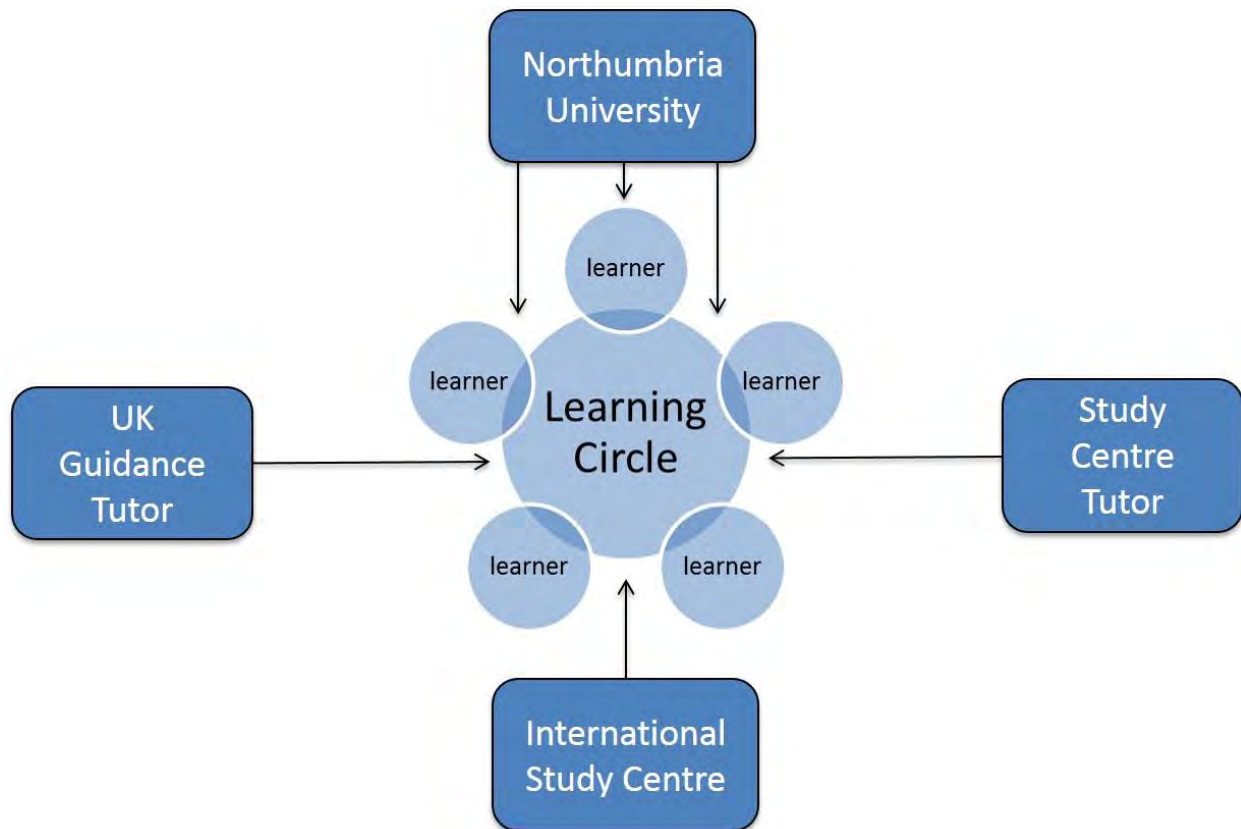 Northumbria
University
learner
learner
learner
Learning
Circle
UK
Guidance
Tutor
Study
Centre
Tutor
learner
learner
International
Study Centre